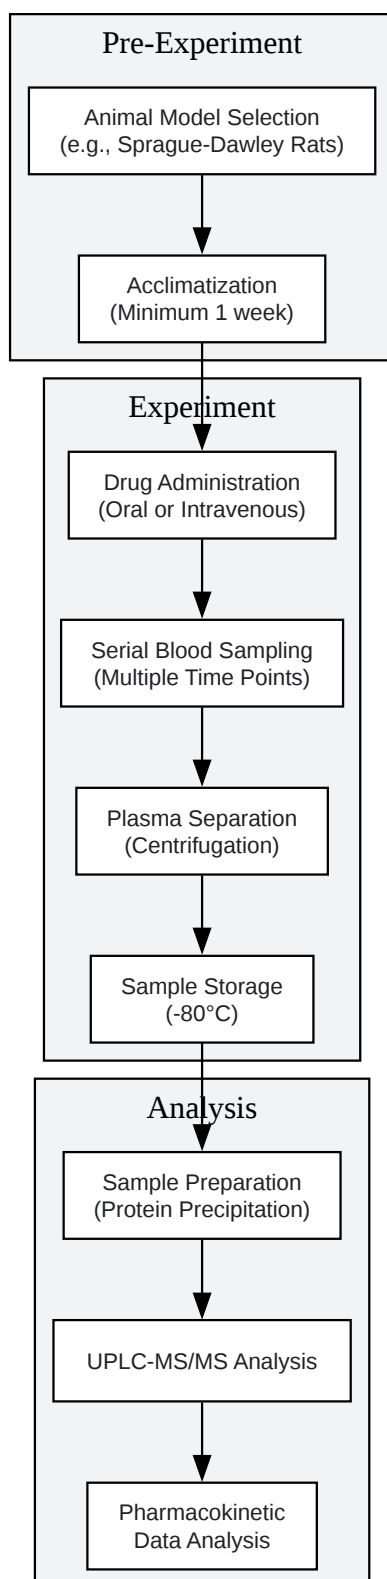 Pre-Experiment
Animal Model Selection
(e.g., Sprague-Dawley Rats)
Acclimatization
(Minimum 1 week)
Experiment
Drug Administration
(Oral or Intravenous)
Serial Blood Sampling
(Multiple Time Points)
Plasma Separation
(Centrifugation)
Sample Storage
(-80°C)
Analysis
Sample Preparation
(Protein Precipitation)
UPLC-MS/MS Analysis
Pharmacokinetic
Data Analysis